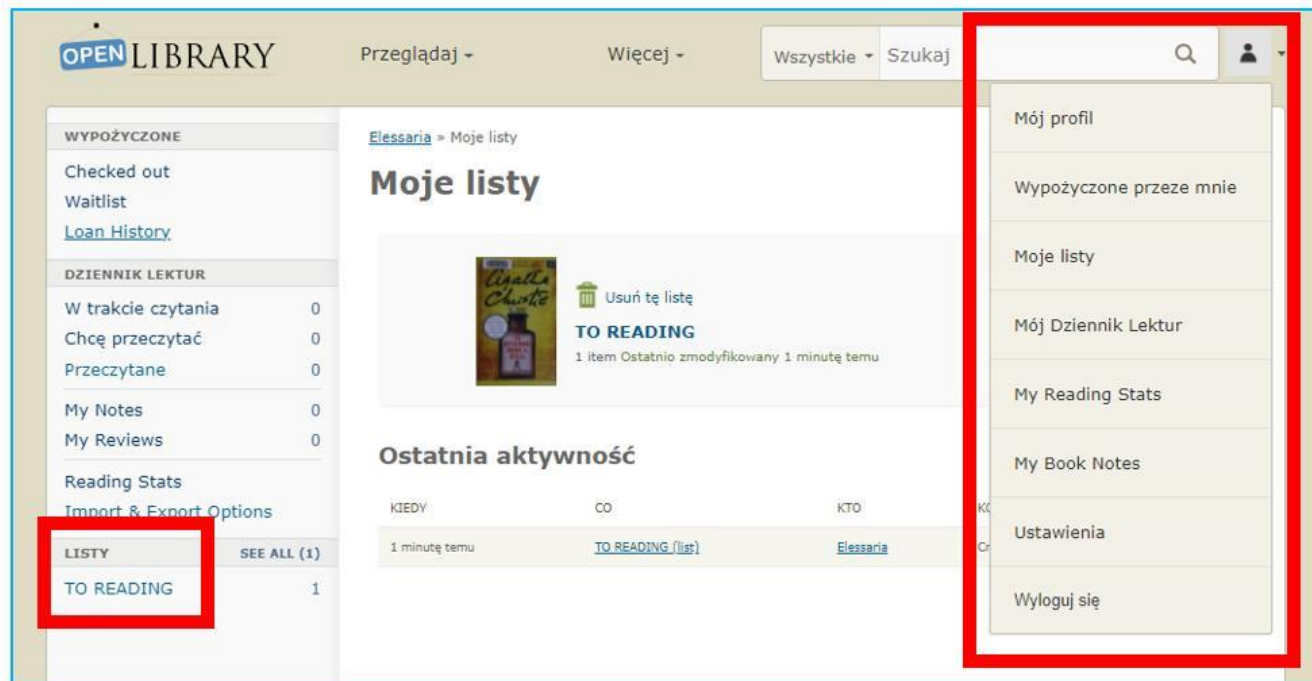 OPEN LIBRARY
Przeglądaj
Więcej
Wszystkie
Szukaj
WYPOŻYCZONE
Checked out
Waitlist
Loan History
DZIENNIK LEKTUR
W trakcie czytania 0
Chcę przeczytać 0
Przeczytane 0
My Notes 0
My Reviews 0
Reading Stats
Import & Export Options
LISTY SEE ALL (1)
TO READING 1
Elessaria » Moje listy
Moje listy
Agatha
Christie
Usuń tę listę
TO READING
1 item Ostatnio zmodyfikowany 1 minutę temu
Ostatnia aktywność
KIEDY CO KTO
1 minutę temu TO READING (list) Elessaria
Mój profil
Wypożyczone przeze mnie
Moje listy
Mój Dziennik Lektur
My Reading Stats
My Book Notes
Ustawienia
Wyloguj się